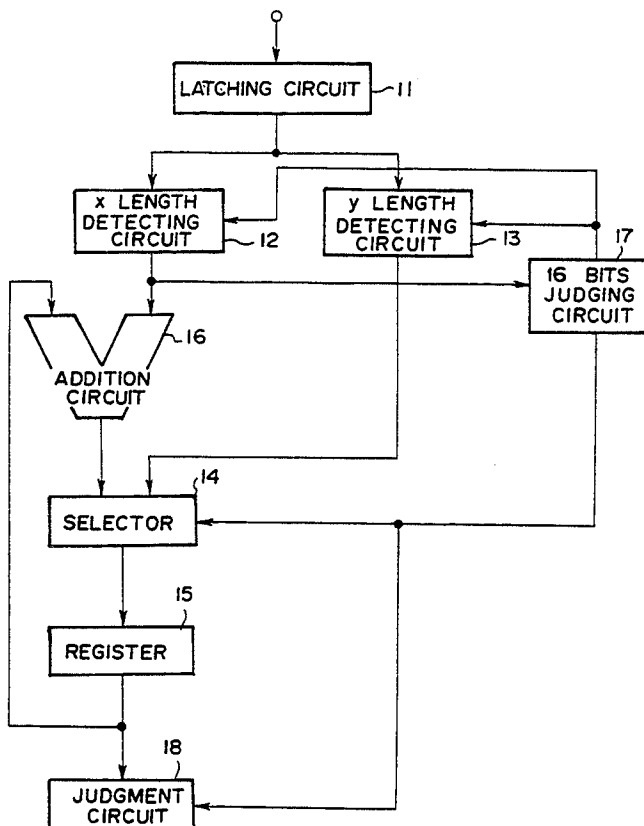 LATCHING CIRCUIT
11
x LENGTH
DETECTING
CIRCUIT
12
y LENGTH
DETECTING
CIRCUIT
13
17
16 BITS
JUDGING
CIRCUIT
16
ADDITION
CIRCUIT
14
SELECTOR
15
REGISTER
18
JUDGMENT
CIRCUIT